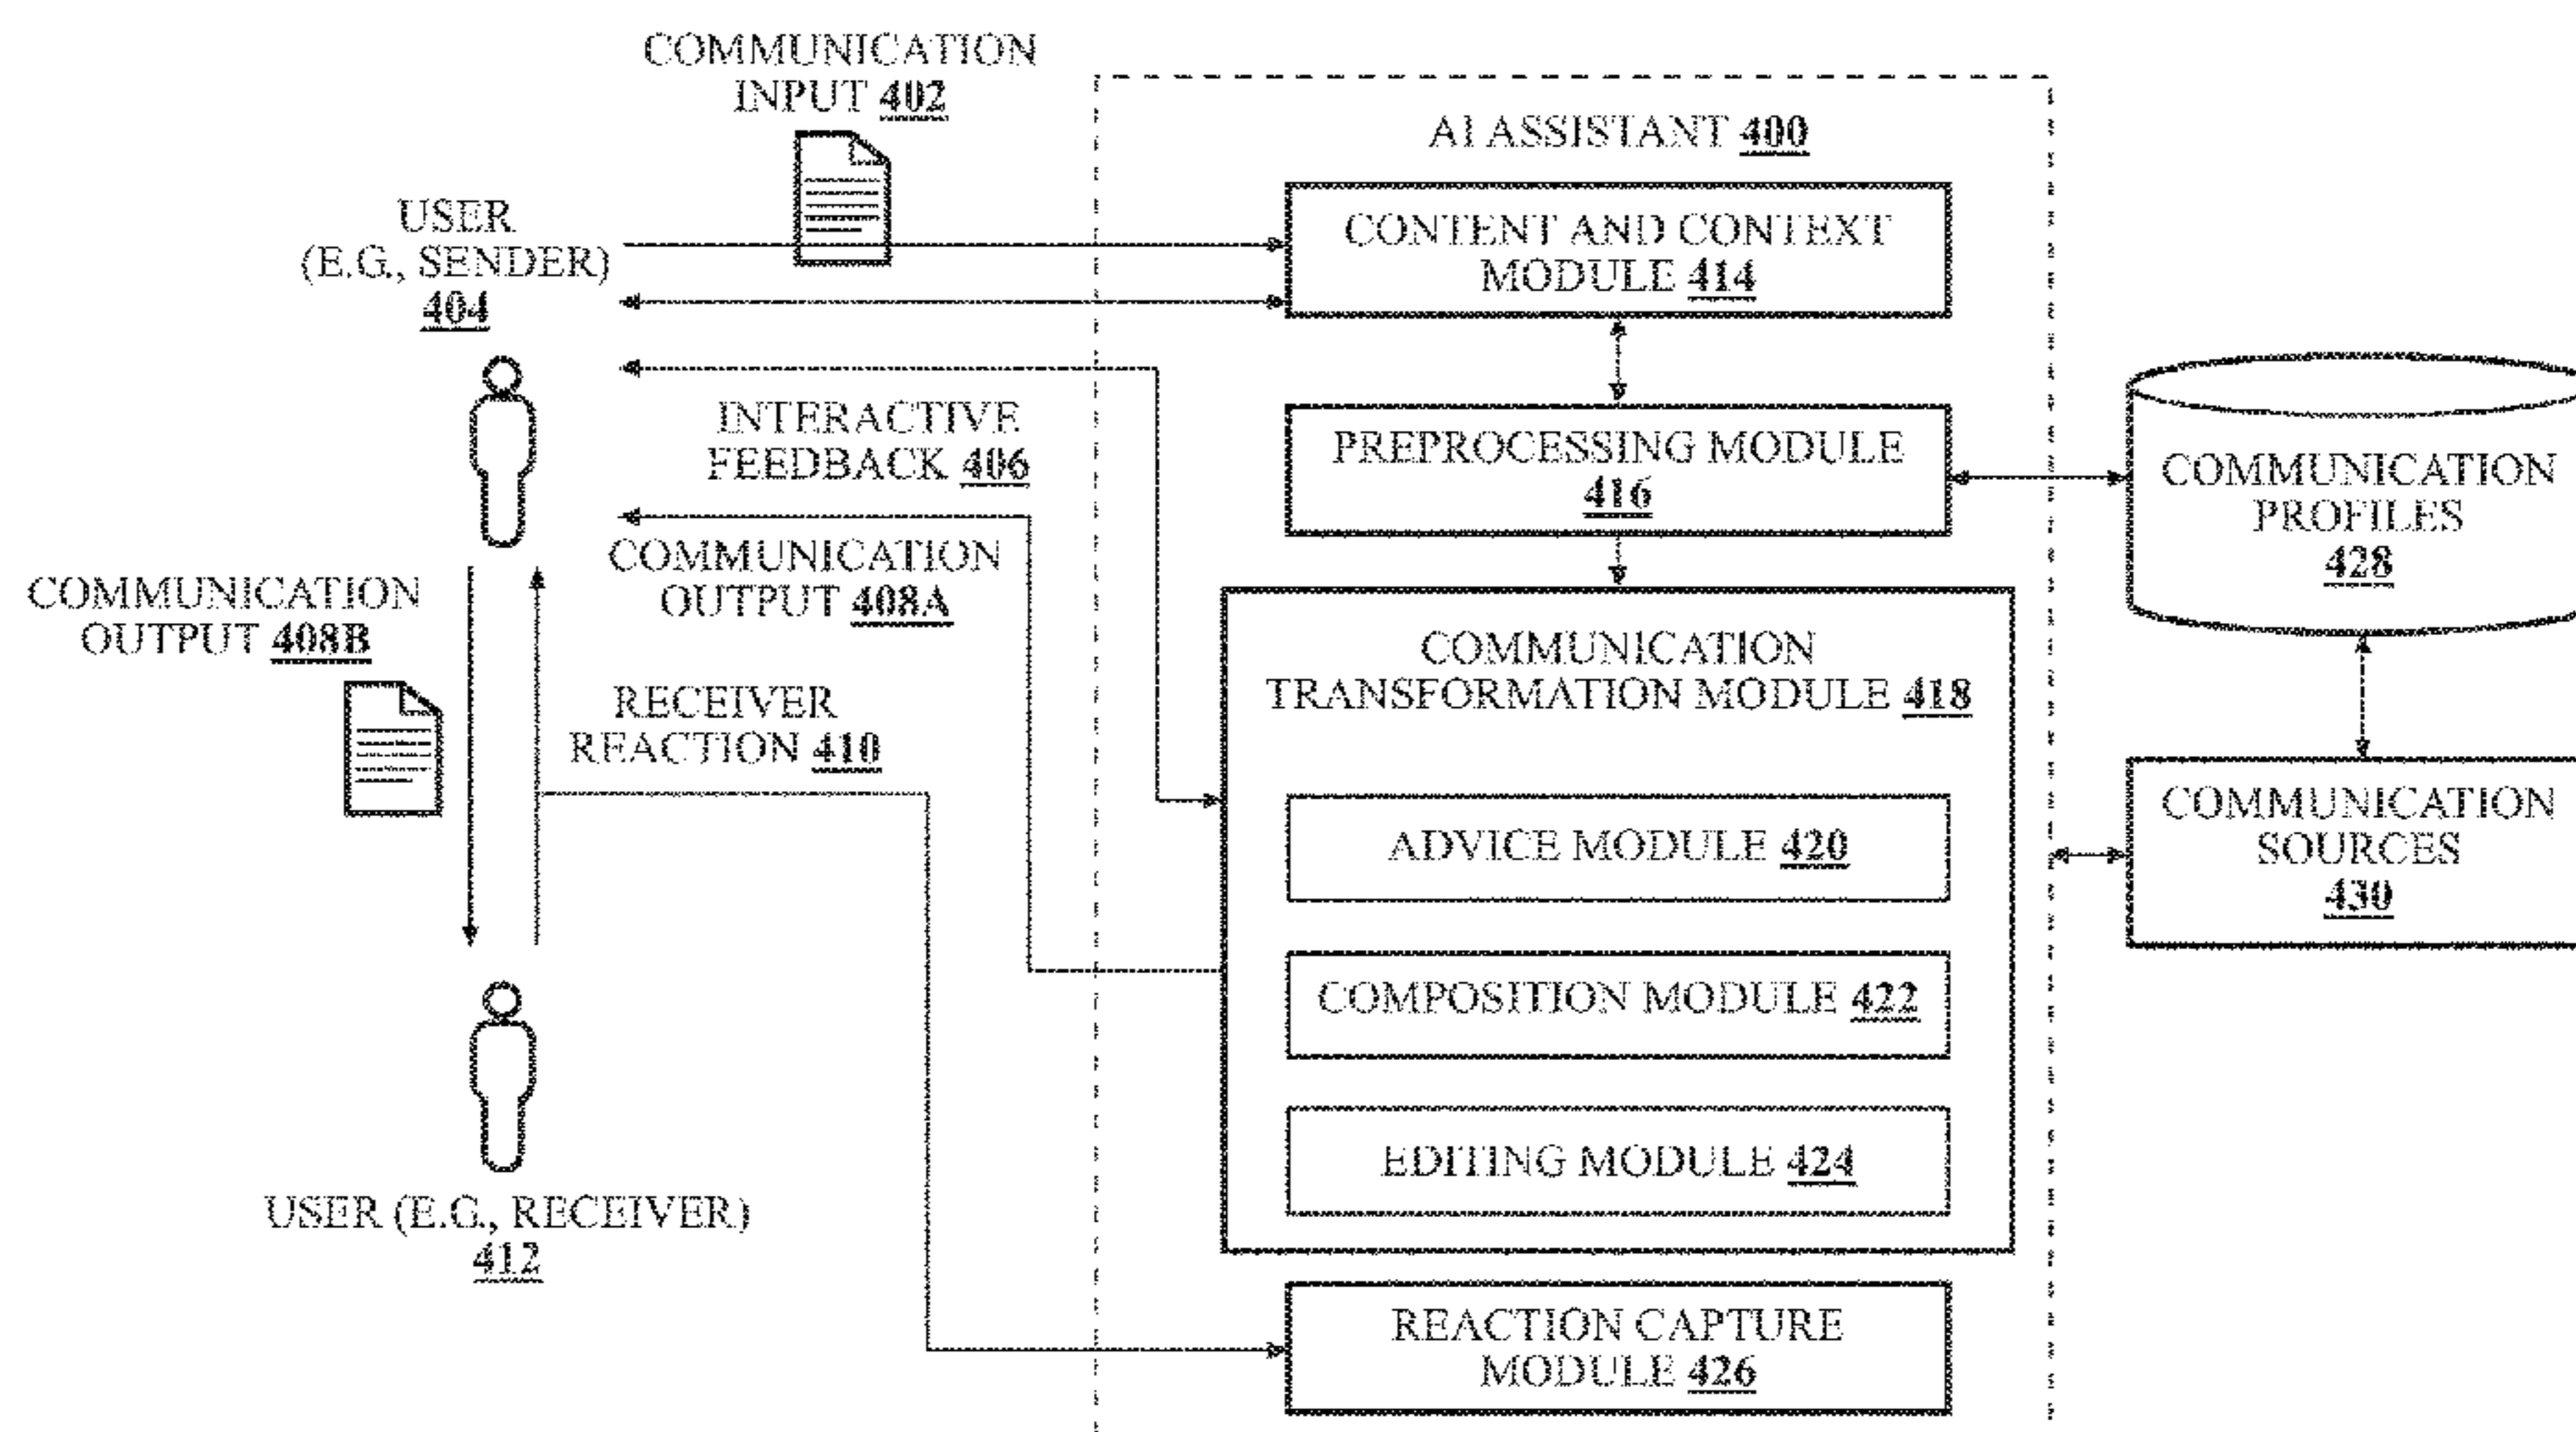 COMMUNICATION
INPUT 402
AI ASSISTANT 400
USER
(E.G., SENDER)
404
CONTENT AND CONTEXT
MODULE 414
INTERACTIVE
FEEDBACK 406
PREPROCESSING MODULE
416
COMMUNICATION
PROFILES
428
COMMUNICATION
OUTPUT 408A
COMMUNICATION
OUTPUT 408B
COMMUNICATION
TRANSFORMATION MODULE 418
RECEIVER
REACTION 410
ADVICE MODULE 420
COMMUNICATION
SOURCES
430
COMPOSITION MODULE 422
EDITING MODULE 424
USER (E.G., RECEIVER)
412
REACTION CAPTURE
MODULE 426